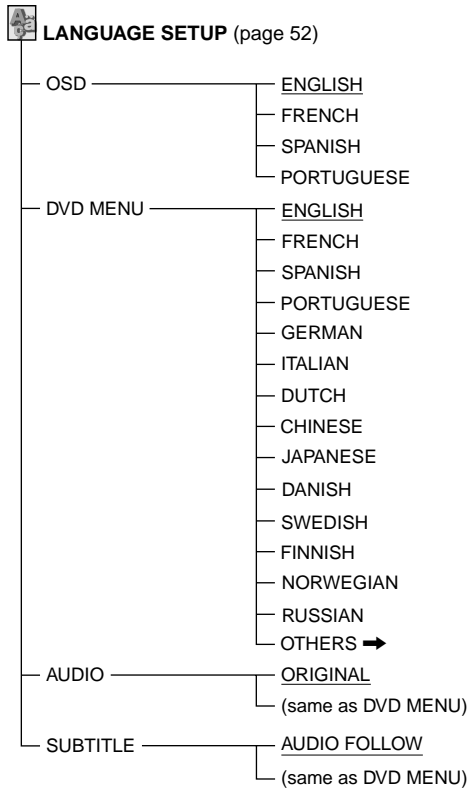 LANGUAGE SETUP (page 52)
OSD
ENGLISH
FRENCH
SPANISH
PORTUGUESE
DVD MENU
ENGLISH
FRENCH
SPANISH
PORTUGUESE
GERMAN
ITALIAN
DUTCH
CHINESE
JAPANESE
DANISH
SWEDISH
FINNISH
NORWEGIAN
RUSSIAN
OTHERS ➡
AUDIO
ORIGINAL
(same as DVD MENU)
SUBTITLE
AUDIO FOLLOW
(same as DVD MENU)